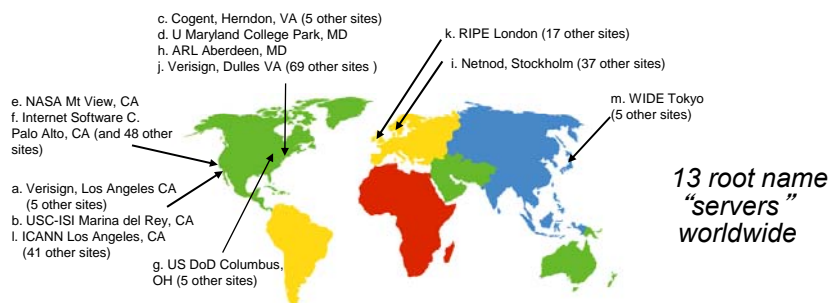 c. Cogent, Herndon, VA (5 other sites)
d. U Maryland College Park, MD
h. ARL Aberdeen, MD
j. Verisign, Dulles VA (69 other sites )
k. RIPE London (17 other sites)
i. Netnod, Stockholm (37 other sites)
m. WIDE Tokyo
(5 other sites)
e. NASA Mt View, CA
f. Internet Software C.
Palo Alto, CA (and 48 other
sites)
a. Verisign, Los Angeles CA
(5 other sites)
b. USC-ISI Marina del Rey, CA
l. ICANN Los Angeles, CA
(41 other sites)
g. US DoD Columbus,
OH (5 other sites)
13 root name
“servers”
worldwide